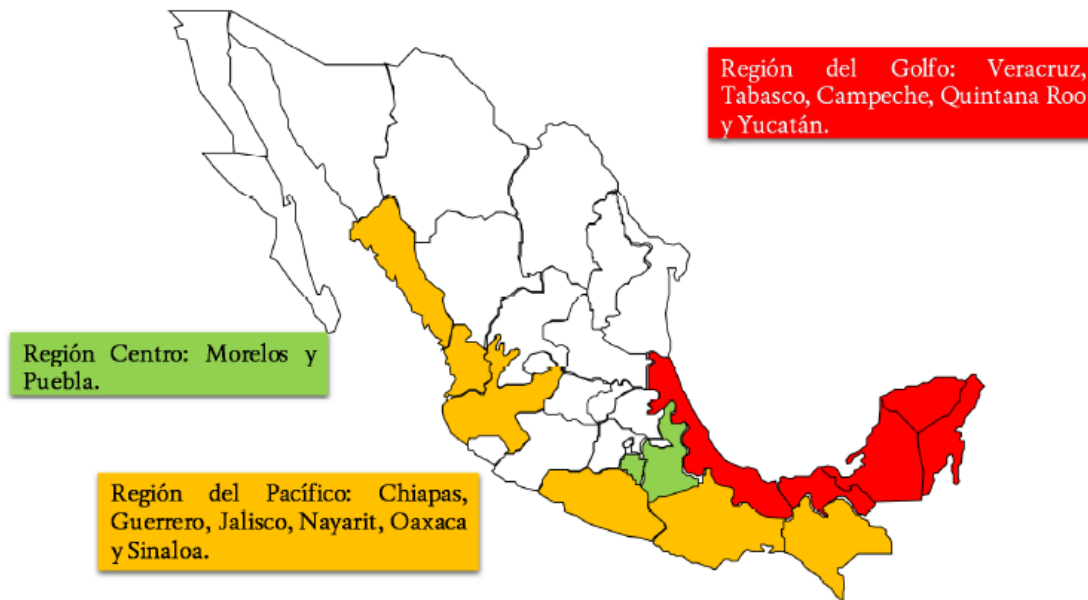 Región del Golfo: Veracruz,
Tabasco, Campeche, Quintana Roo
y Yucatán.
Región Centro: Morelos y
Puebla.
Región del Pacífico: Chiapas,
Guerrero, Jalisco, Nayarit, Oaxaca
y Sinaloa.